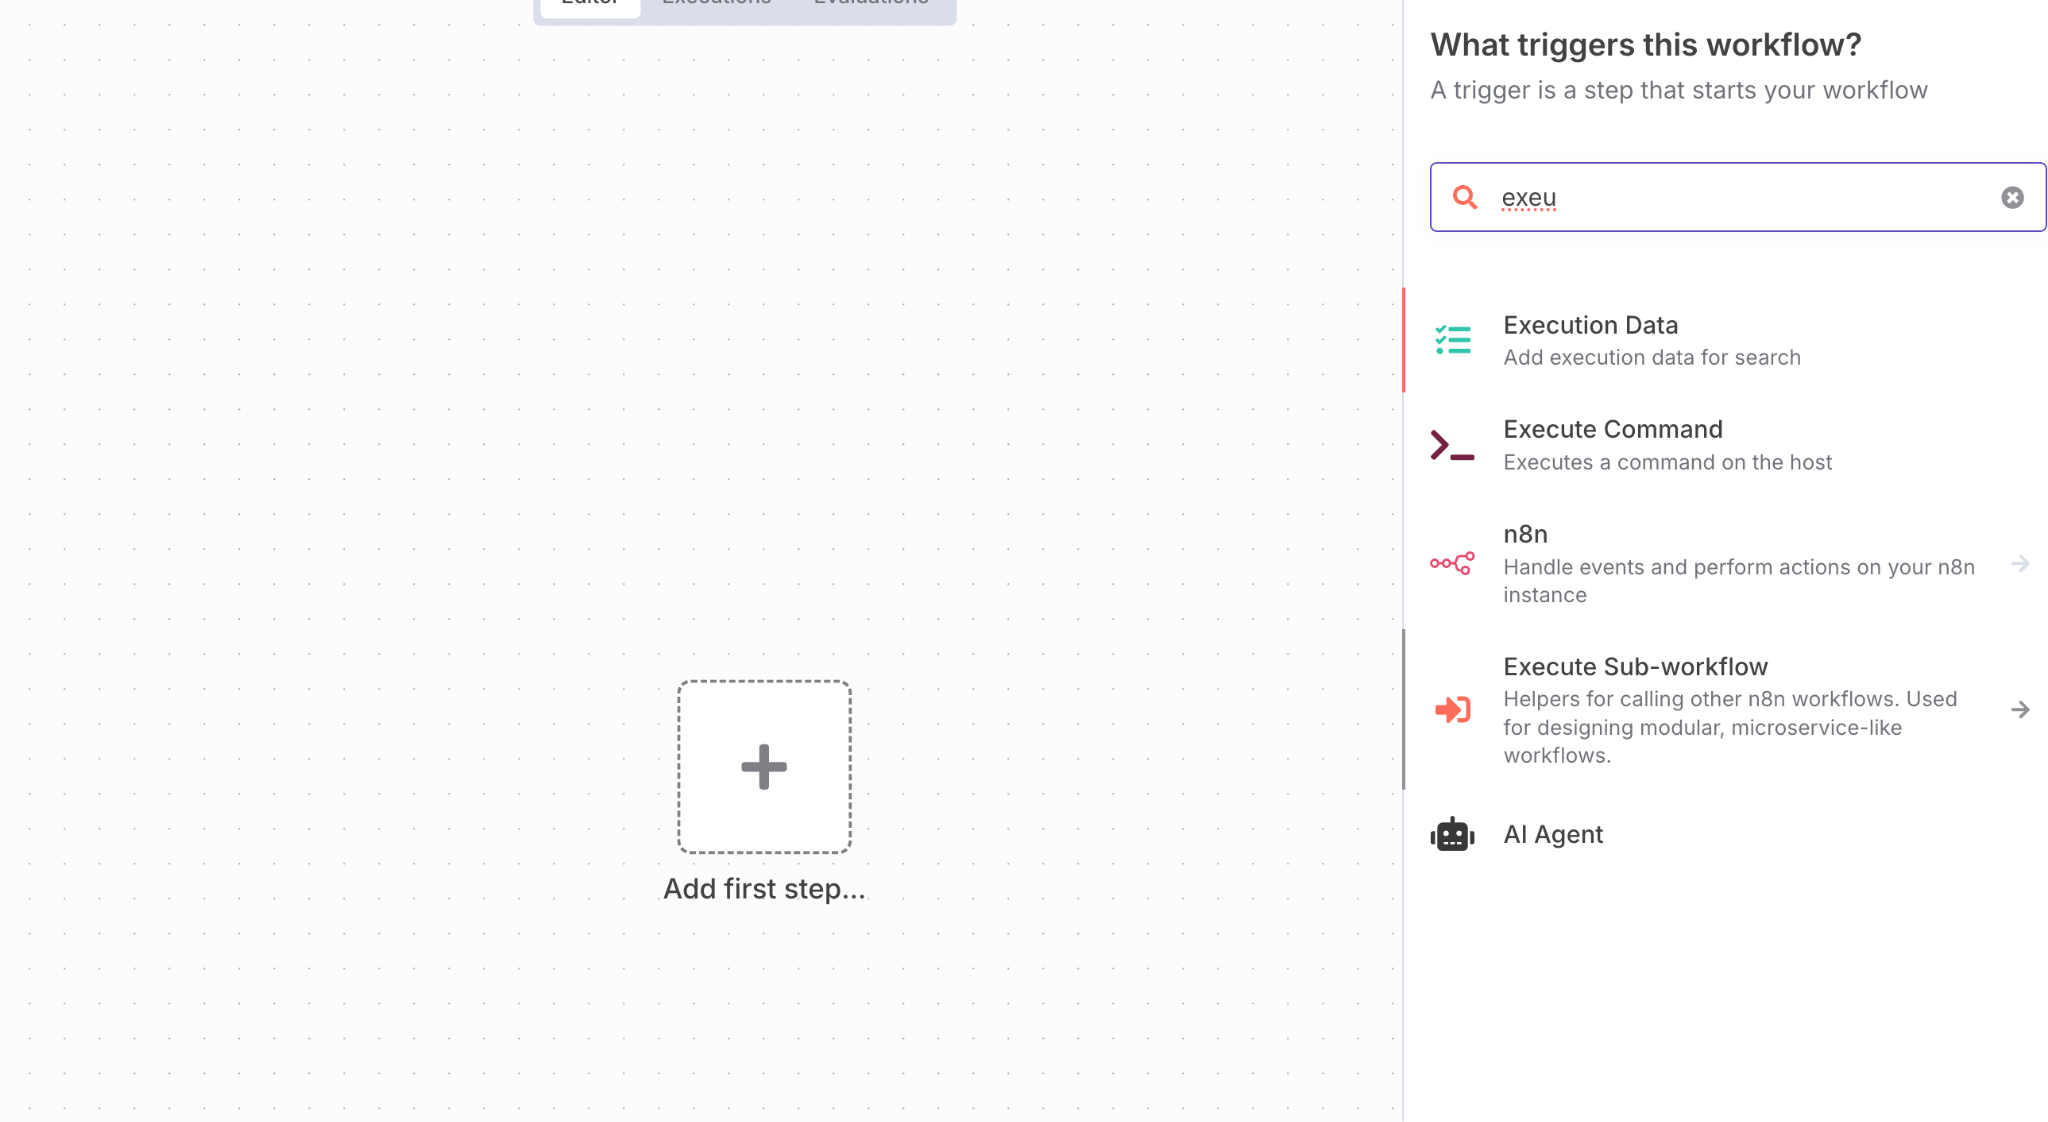 Editor Executions Evaluations
What triggers this workflow?
A trigger is a step that starts your workflow
exeu
Execution Data
Add execution data for search
Execute Command
Executes a command on the host
n8n
Handle events and perform actions on your n8n
instance
Execute Sub-workflow
Helpers for calling other n8n workflows. Used
for designing modular, microservice-like
workflows.
AI Agent
Add first step...